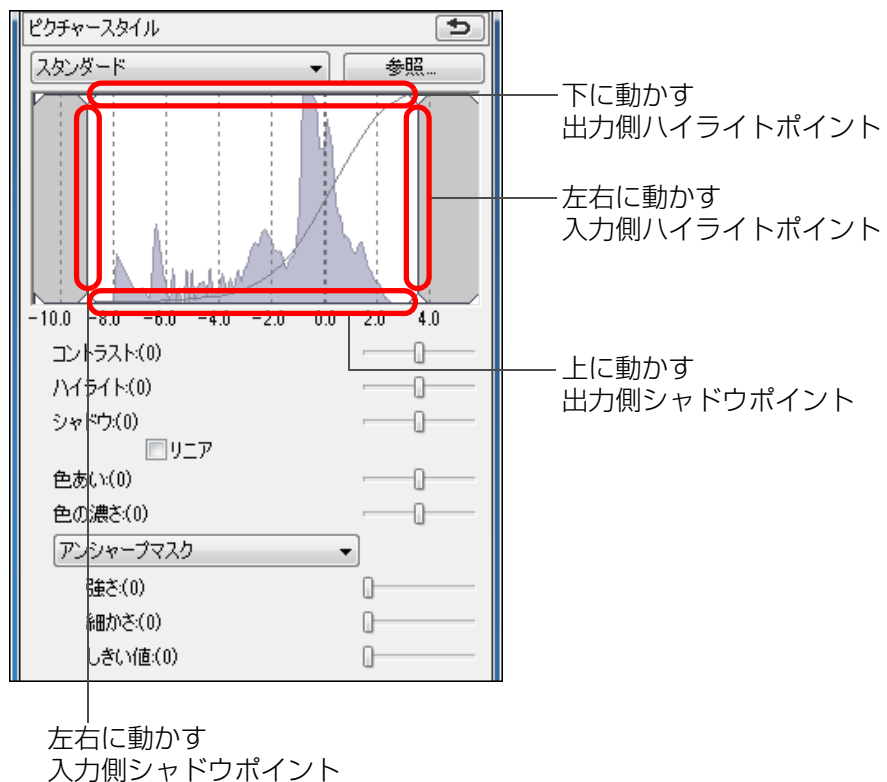 ピクチャースタイル
スタンダード
参照...
下に動かす
出力側ハイライトポイント
左右に動かす
入力側ハイライトポイント
-10.0 -8.0 -6.0 -4.0 -2.0 0.0 2.0 4.0
コントラスト:(0)
上に動かす
出力側シャドウポイント
ハイライト:(0)
シャドウ:(0)
リニア
色あい:(0)
色の濃さ:(0)
アンシャープマスク
強さ:(0)
細かさ:(0)
しきい値:(0)
左右に動かす
入力側シャドウポイント